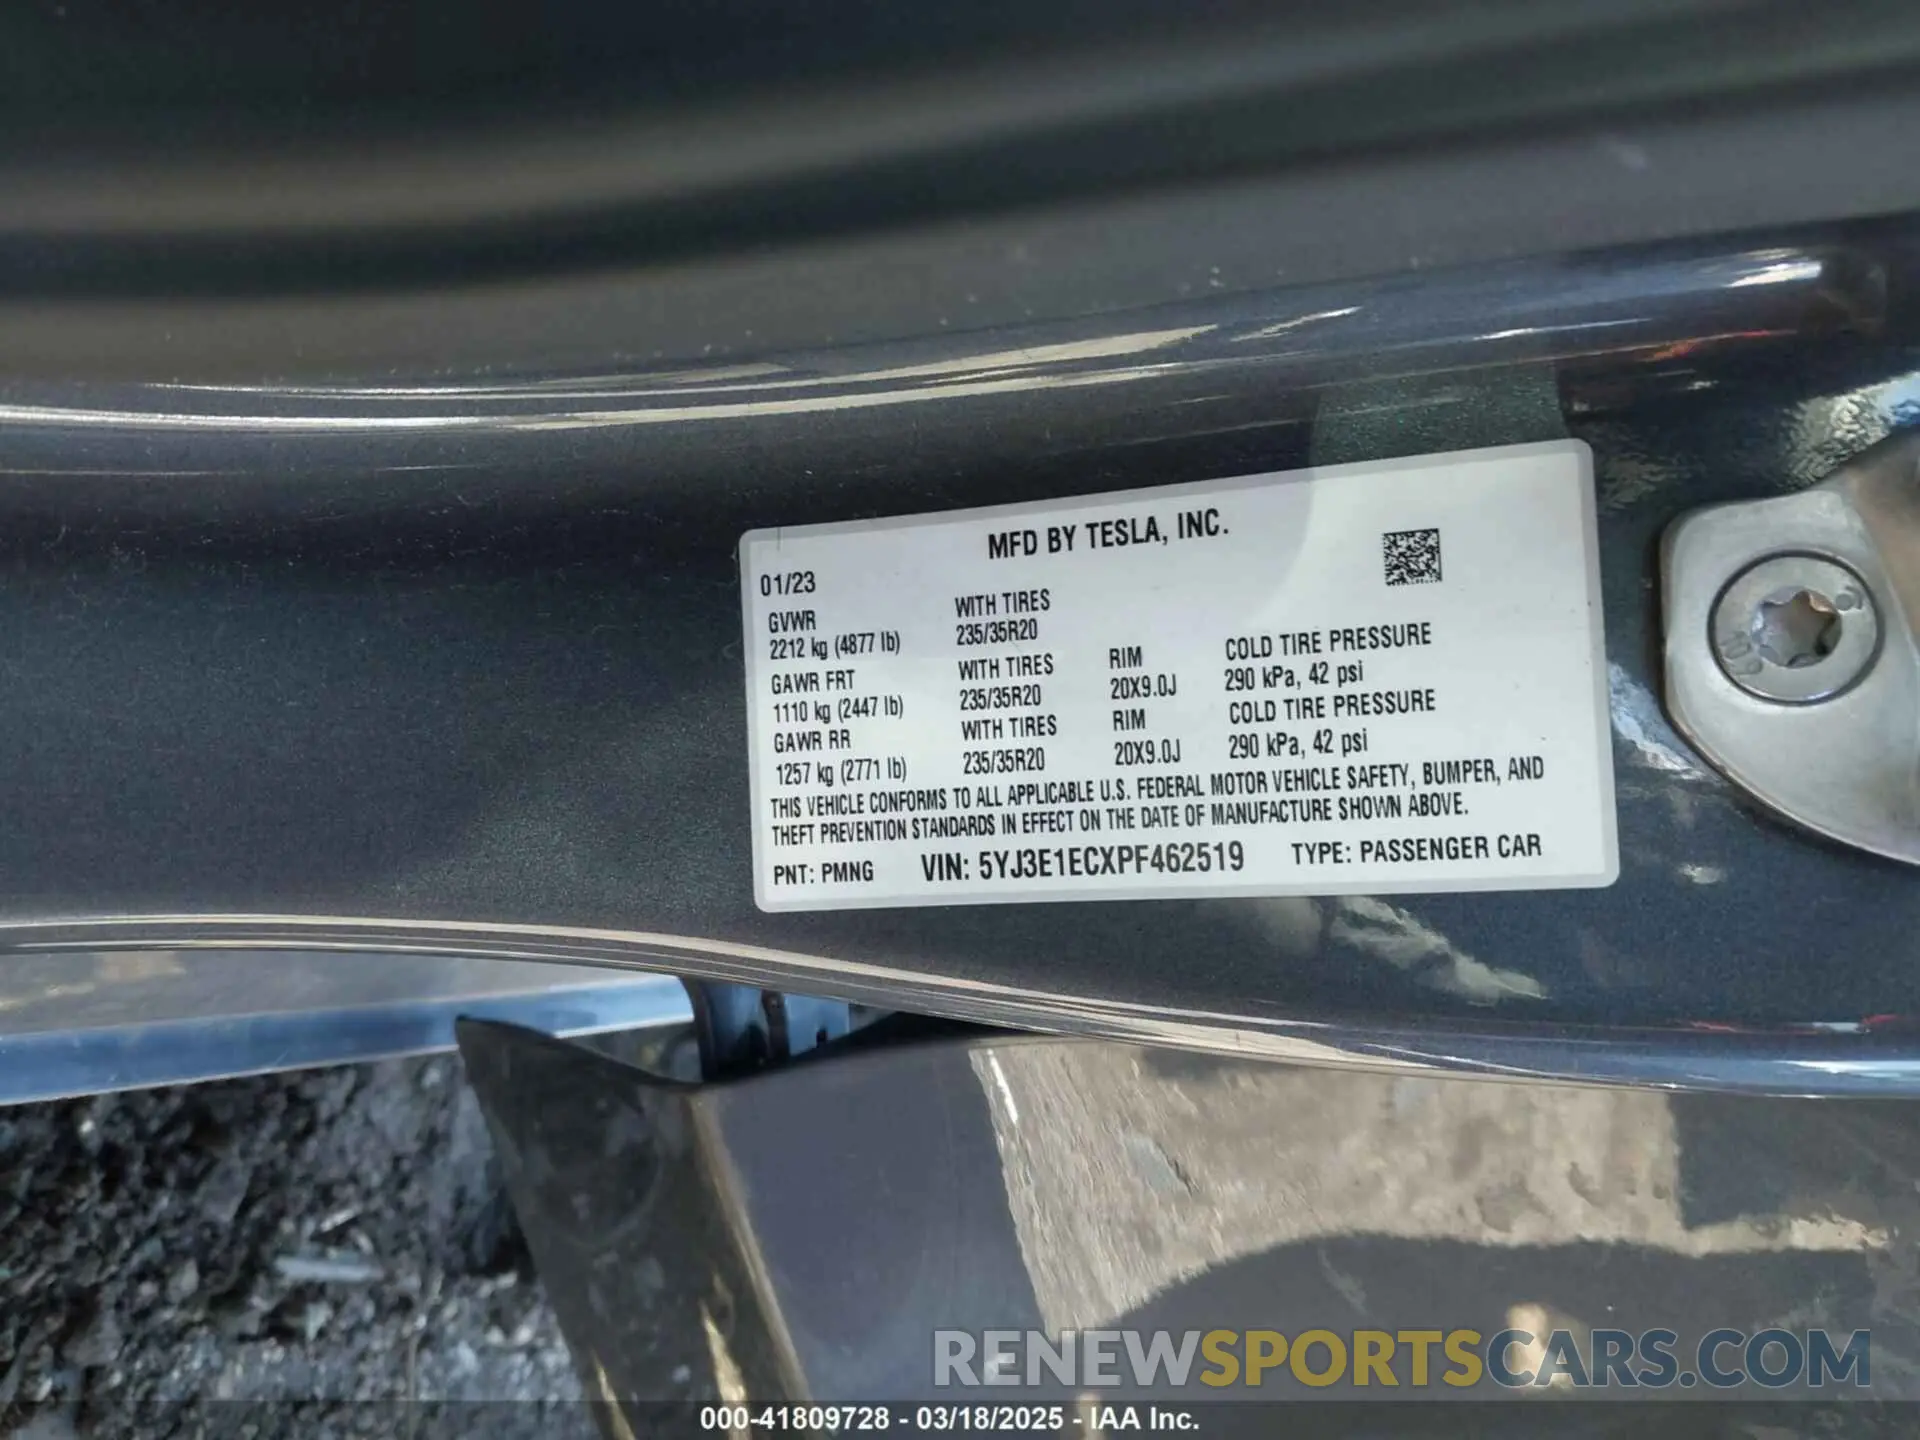 MFD BY TESLA, INC.
01/23
GVWR WITH TIRES
2212 kg (4877 lb) 235/35R20
GAWR FRT WITH TIRES RIM COLD TIRE PRESSURE
1110 kg (2447 lb) 235/35R20 20X9.0J 290 kPa, 42 psi
GAWR RR WITH TIRES RIM COLD TIRE PRESSURE
1257 kg (2771 lb) 235/35R20 20X9.0J 290 kPa, 42 psi
THIS VEHICLE CONFORMS TO ALL APPLICABLE U.S. FEDERAL MOTOR VEHICLE SAFETY, BUMPER, AND
THEFT PREVENTION STANDARDS IN EFFECT ON THE DATE OF MANUFACTURE SHOWN ABOVE.
PNT: PMNG VIN: 5YJ3E1ECXPF462519 TYPE: PASSENGER CAR
RENEWSPORTSCARS.COM
000-41809728 - 03/18/2025 - IAA Inc.